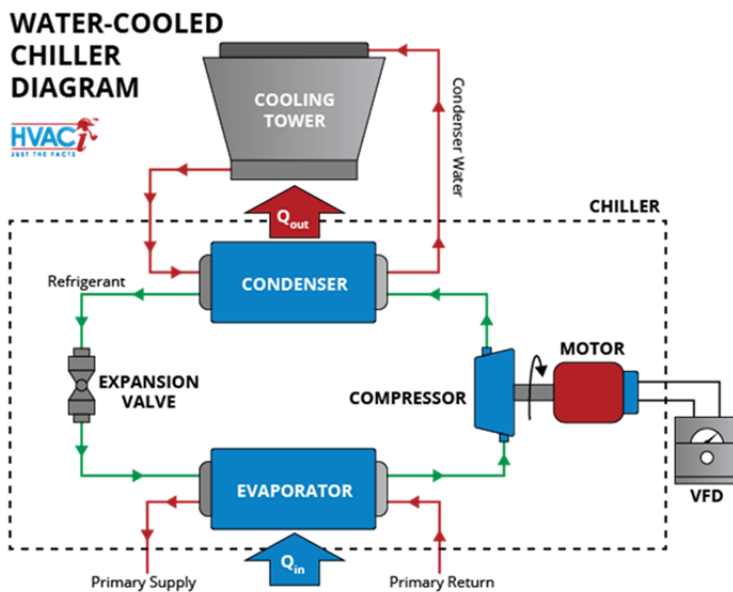 WATER-COOLED
CHILLER
DIAGRAM
HVACi
JUST THE FACTS
COOLING
TOWER
Condenser Water
Qout
CHILLER
CONDENSER
Refrigerant
EXPANSION
VALVE
COMPRESSOR
MOTOR
VFD
EVAPORATOR
Qin
Primary Supply
Primary Return